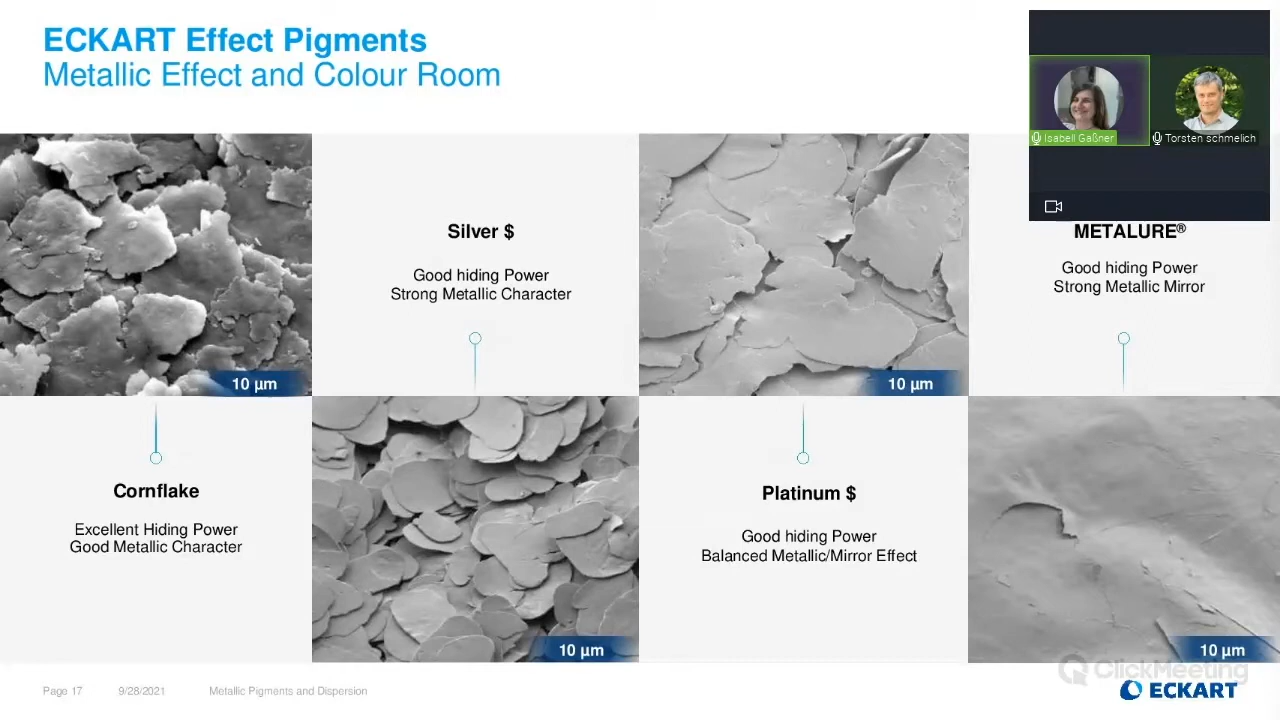 ECKART Effect Pigments
Metallic Effect and Colour Room
Isabell Gaßner
Torsten schmelich
Silver $
Good hiding Power
Strong Metallic Character
METALURE®
Good hiding Power
Strong Metallic Mirror
10 µm
10 µm
Cornflake
Excellent Hiding Power
Good Metallic Character
Platinum $
Good hiding Power
Balanced Metallic/Mirror Effect
10 µm
10 µm
ClickMeeting
Page 17
9/28/2021
Metallic Pigments and Dispersion
ECKART